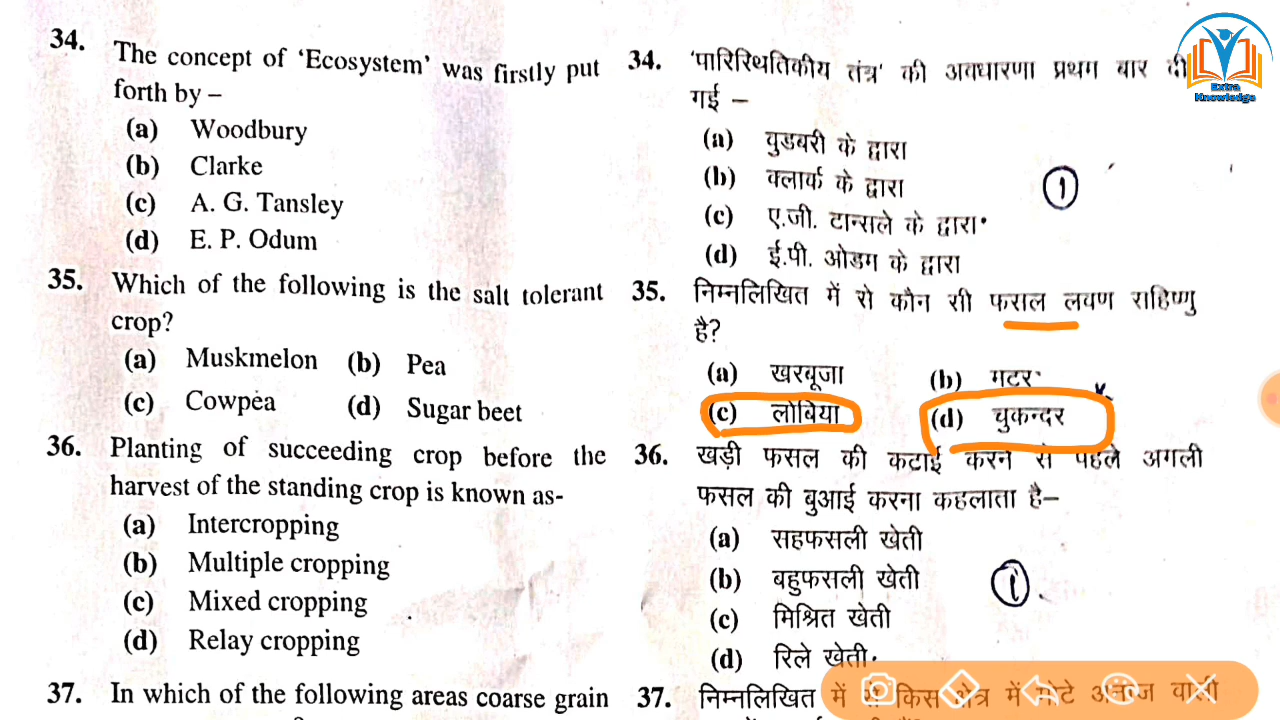 34. The concept of 'Ecosystem' was firstly put
forth by –
(a) Woodbury
(b) Clarke
(c) A. G. Tansley
(d) E. P. Odum
35. Which of the following is the salt tolerant
crop?
(a) Muskmelon (b) Pea
(c) Cowpea (d) Sugar beet
36. Planting of succeeding crop before the
harvest of the standing crop is known as-
(a) Intercropping
(b) Multiple cropping
(c) Mixed cropping
(d) Relay cropping
37. In which of the following areas coarse grain
34. 'पारिस्थितिकीय तंत्र' की अवधारणा प्रथम बार दी
गई –
(a) वुडबरी के द्वारा
(b) क्लार्क के द्वारा
(c) ए.जी. टान्सले के द्वारा
(d) ई.पी. ओडम के द्वारा
1
35. निम्नलिखित में से कौन सी फसल लवण सहिष्णु
है?
(a) खरबूजा (b) मटर
(c) लोबिया (d) चुकन्दर
36. खड़ी फसल की कटाई करने से पहले अगली
फसल की बुआई करना कहलाता है–
(a) सहफसली खेती
(b) बहुफसली खेती
(c) मिश्रित खेती
(d) रिले खेती
1
37. निम्नलिखित में से किस क्षेत्र में मोटे अनाज वाली
Extra
Knowledge